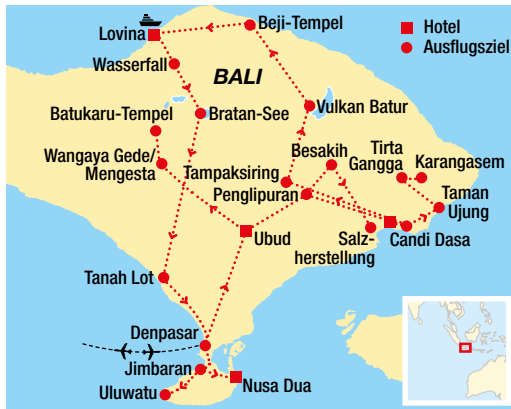 Beji-Tempel
Hotel
Ausflugsziel
Lovina
Wasserfall
BALI
Batukaru-Tempel
Bratan-See
Vulkan Batur
Wangaya Gede/
Mengesta
Besakih
Tirta
Gangga
Karangasem
Tampaksiring
Penglipuran
Taman
Ujung
Ubud
Salz-
herstellung
Candi Dasa
Tanah Lot
Denpasar
Jimbaran
Uluwatu
Nusa Dua